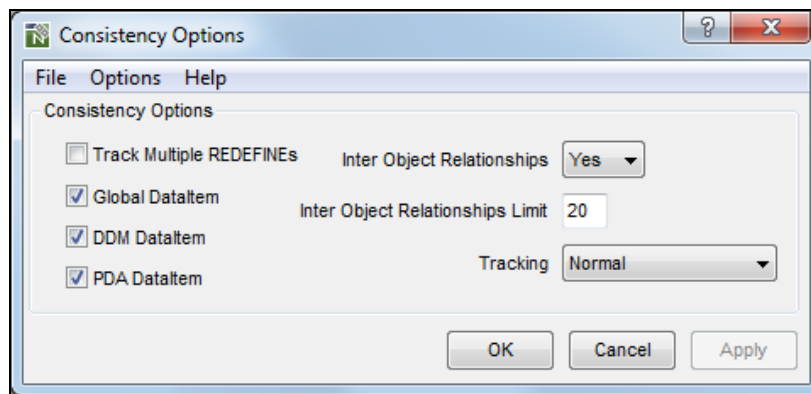 Consistency Options
File Options Help
Consistency Options
Track Multiple REDEFINEs
Inter Object Relationships Yes
Global DataItem
Inter Object Relationships Limit 20
DDM DataItem
Tracking Normal
PDA DataItem
OK Cancel Apply